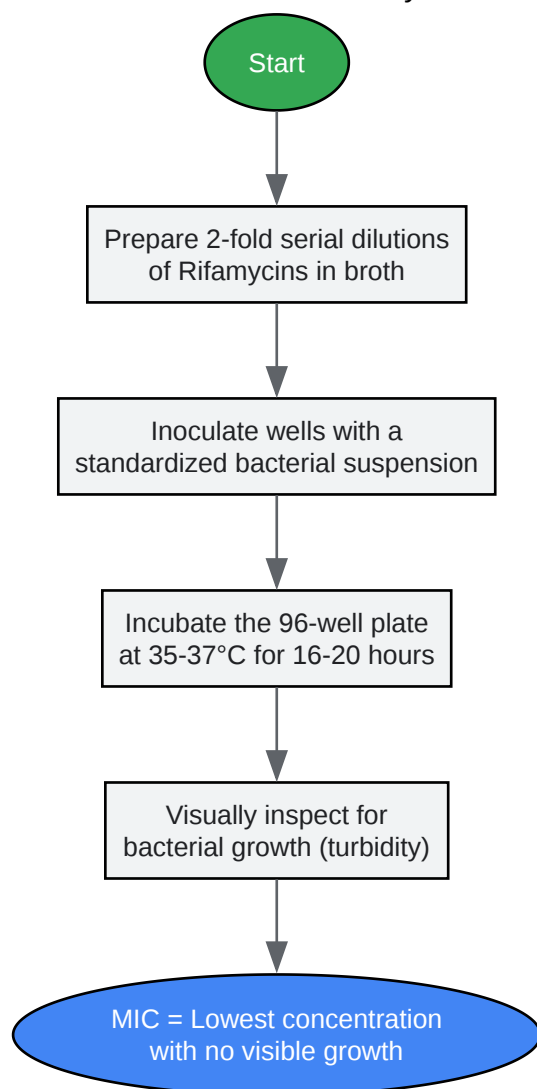 Start
Prepare 2-fold serial dilutions
of Rifamycins in broth
Inoculate wells with a
standardized bacterial suspension
Incubate the 96-well plate
at 35-37°C for 16-20 hours
Visually inspect for
bacterial growth (turbidity)
MIC = Lowest concentration
with no visible growth